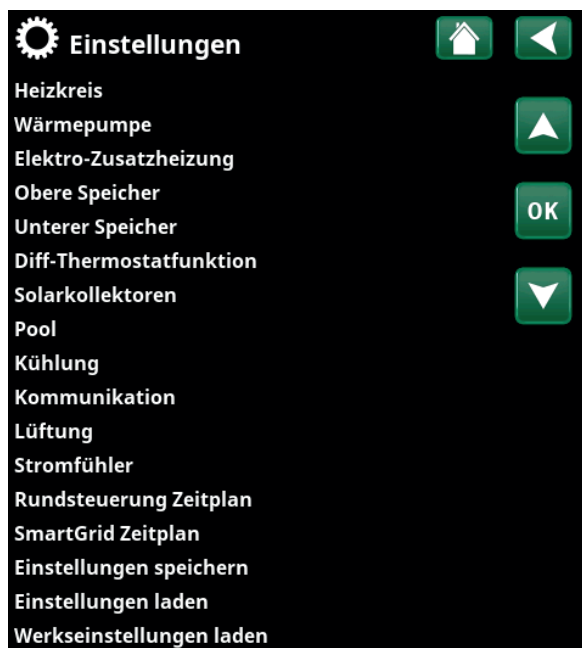 Einstellungen
Heizkreis
Wärmepumpe
Elektro-Zusatzheizung
Obere Speicher
OK
Unterer Speicher
Diff-Thermostatfunktion
Solarkollektoren
Pool
Kühlung
Kommunikation
Lüftung
Stromfühler
Rundsteuerung Zeitplan
SmartGrid Zeitplan
Einstellungen speichern
Einstellungen laden
Werkseinstellungen laden